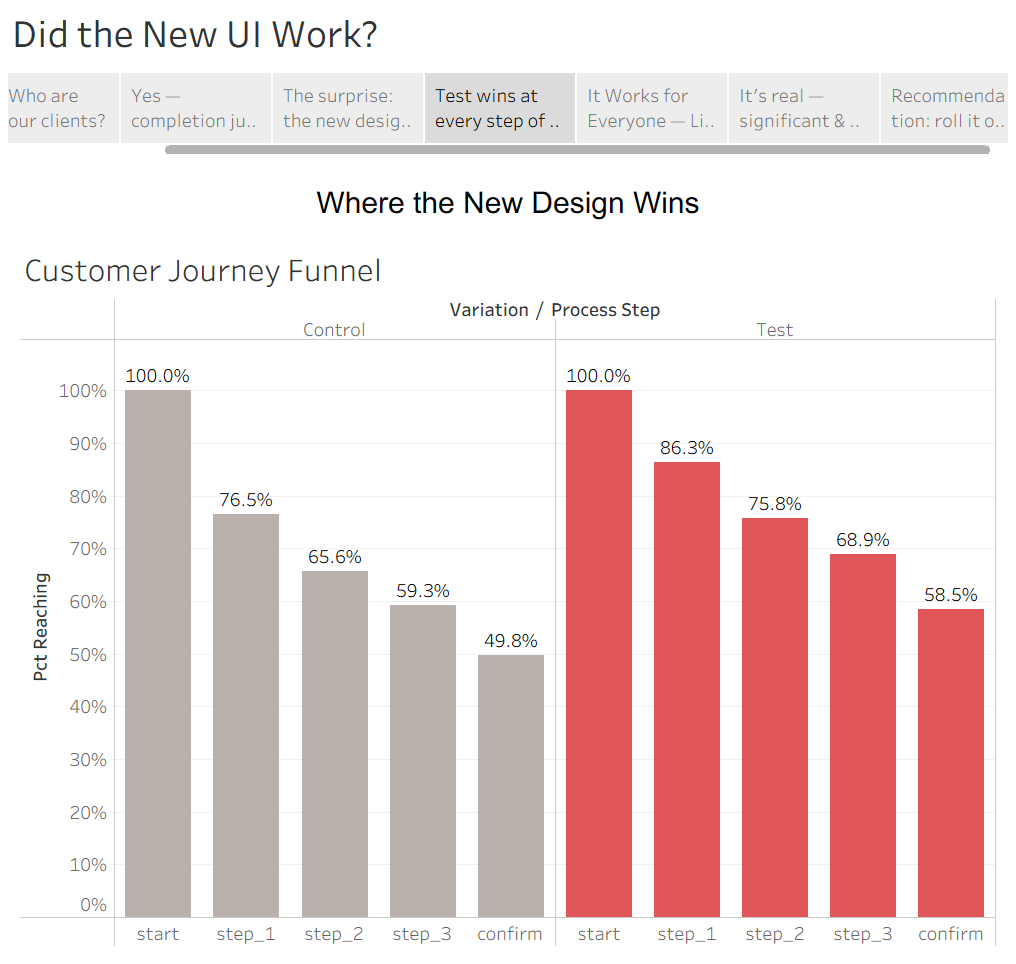 Did the New UI Work?
Who are
our clients?
Yes —
completion ju..
The surprise:
the new desig..
Test wins at
every step of ..
It Works for
Everyone — Li..
It's real —
significant & ..
Recommenda
tion: roll it o..
Where the New Design Wins
Customer Journey Funnel
Variation / Process Step
Control
Test
Pct Reaching
100%
90%
80%
70%
60%
50%
40%
30%
20%
10%
0%
100.0%
76.5%
65.6%
59.3%
49.8%
100.0%
86.3%
75.8%
68.9%
58.5%
start
step_1
step_2
step_3
confirm
start
step_1
step_2
step_3
confirm